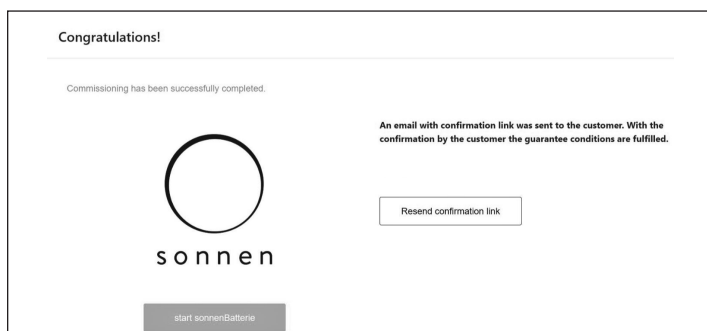 Congratulations!
Commissioning has been successfully completed.
An email with confirmation link was sent to the customer. With the
confirmation by the customer the guarantee conditions are fulfilled.
Resend confirmation link
sonnen
start sonnenBatterie